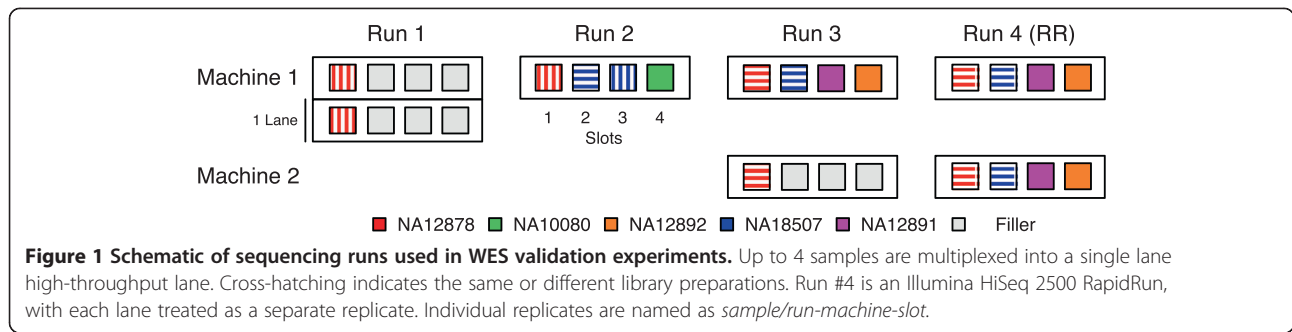 Run 1 Run 2 Run 3 Run 4 (RR)
Machine 1
1 Lane
1 2 3 4
Slots
Machine 2
NA12878 NA10080 NA12892 NA18507 NA12891 Filler
Figure 1 Schematic of sequencing runs used in WES validation experiments. Up to 4 samples are multiplexed into a single lane
high-throughput lane. Cross-hatching indicates the same or different library preparations. Run #4 is an Illumina HiSeq 2500 RapidRun,
with each lane treated as a separate replicate. Individual replicates are named as sample/run-machine-slot.